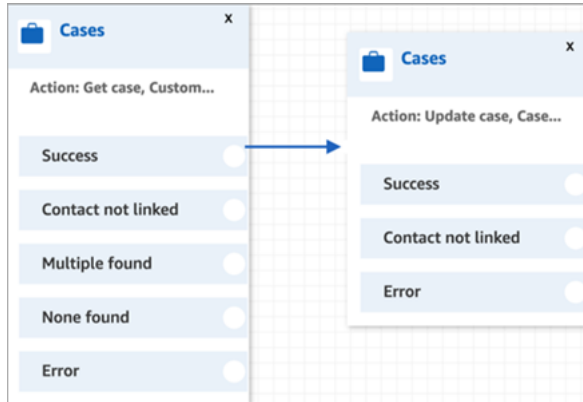 Cases
x
Action: Get case, Custom...
Success
Contact not linked
Multiple found
None found
Error
Cases
x
Action: Update case, Case...
Success
Contact not linked
Error